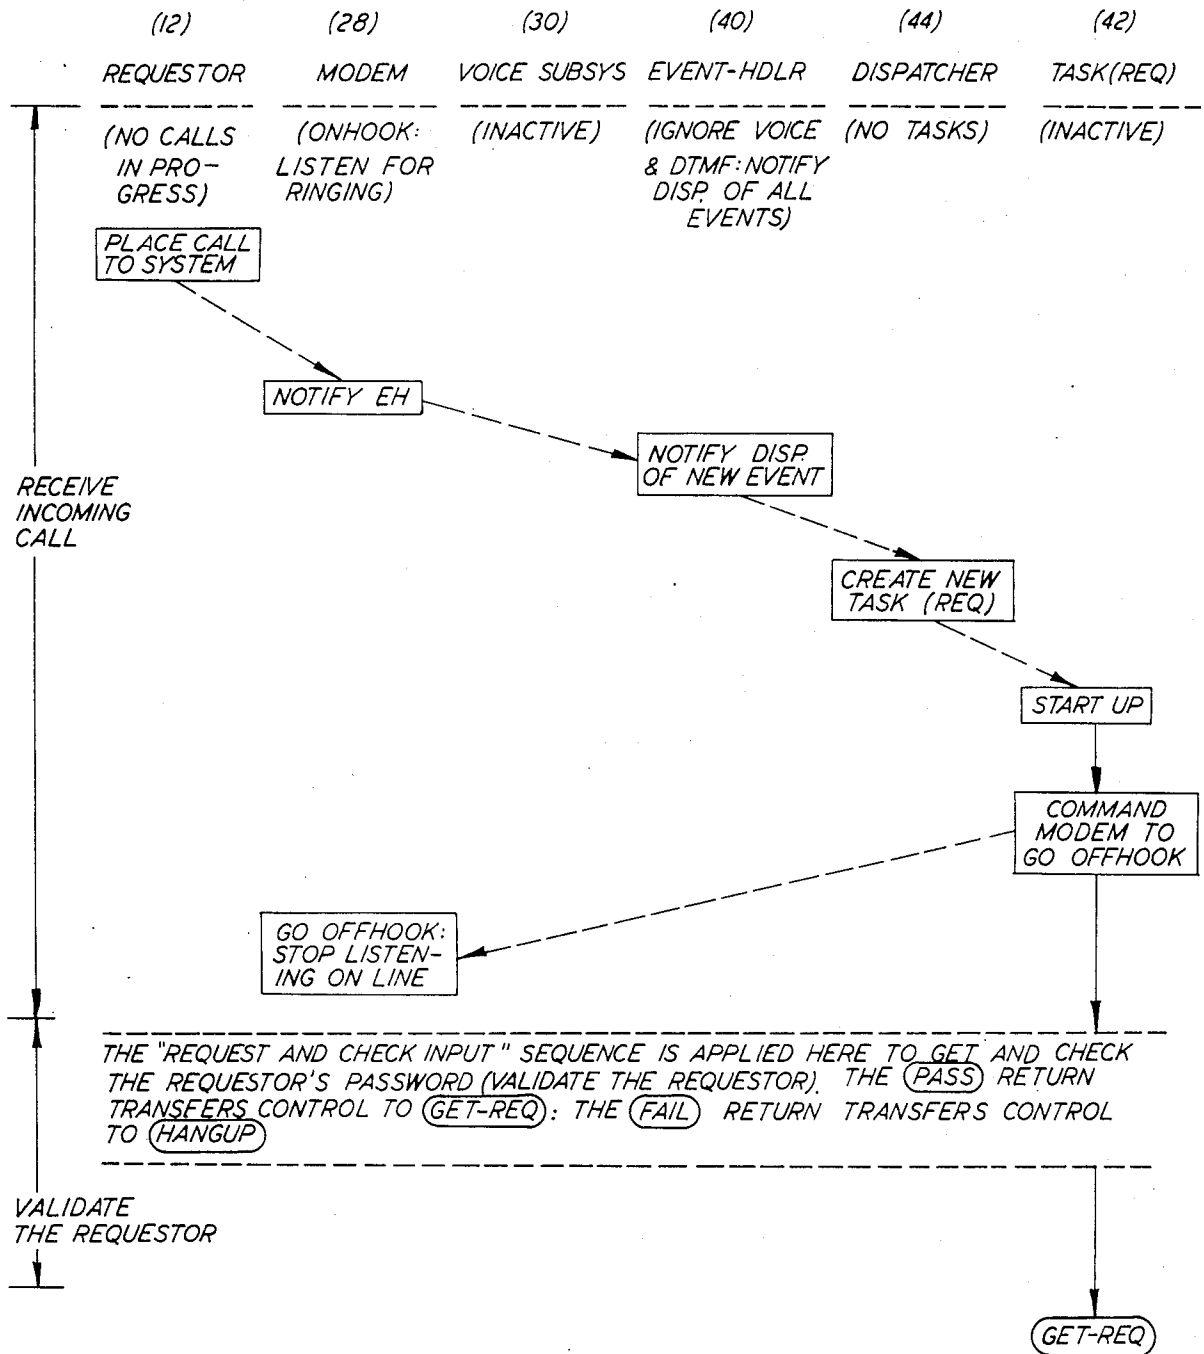 (12) (28) (30) (40) (44) (42)
REQUESTOR MODEM VOICE SUBSYS EVENT-HDLR DISPATCHER TASK(REQ)
(NO CALLS IN PRO-GRESS)
(ONHOOK: LISTEN FOR RINGING)
(INACTIVE)
(IGNORE VOICE & DTMF: NOTIFY DISP. OF ALL EVENTS)
(NO TASKS)
(INACTIVE)
PLACE CALL
TO SYSTEM
NOTIFY EH
NOTIFY DISP.
OF NEW EVENT
RECEIVE
INCOMING
CALL
CREATE NEW
TASK (REQ)
START UP
COMMAND
MODEM TO
GO OFFHOOK
GO OFFHOOK:
STOP LISTEN-
ING ON LINE
THE "REQUEST AND CHECK INPUT" SEQUENCE IS APPLIED HERE TO GET AND CHECK
THE REQUESTOR'S PASSWORD (VALIDATE THE REQUESTOR). THE (PASS) RETURN
TRANSFERS CONTROL TO (GET-REQ): THE (FAIL) RETURN TRANSFERS CONTROL
TO (HANGUP)
VALIDATE
THE REQUESTOR
GET-REQ